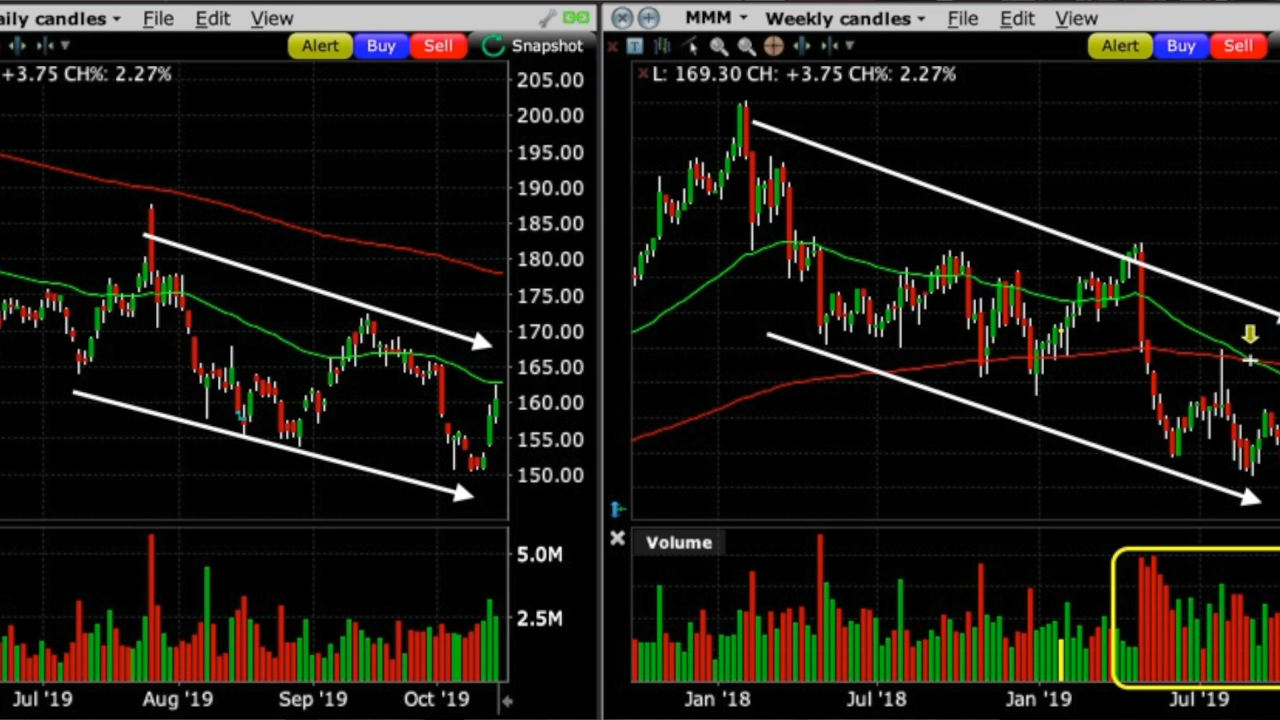 aily candles File Edit View
Alert Buy Sell Snapshot
+3.75 CH%: 2.27%
205.00
200.00
195.00
190.00
185.00
180.00
175.00
170.00
165.00
160.00
155.00
150.00
5.0M
2.5M
Jul '19 Aug '19 Sep '19 Oct '19
MMM Weekly candles File Edit View
T
Alert Buy Sell
L: 169.30 CH: +3.75 CH%: 2.27%
Volume
Jan '18 Jul '18 Jan '19 Jul '19